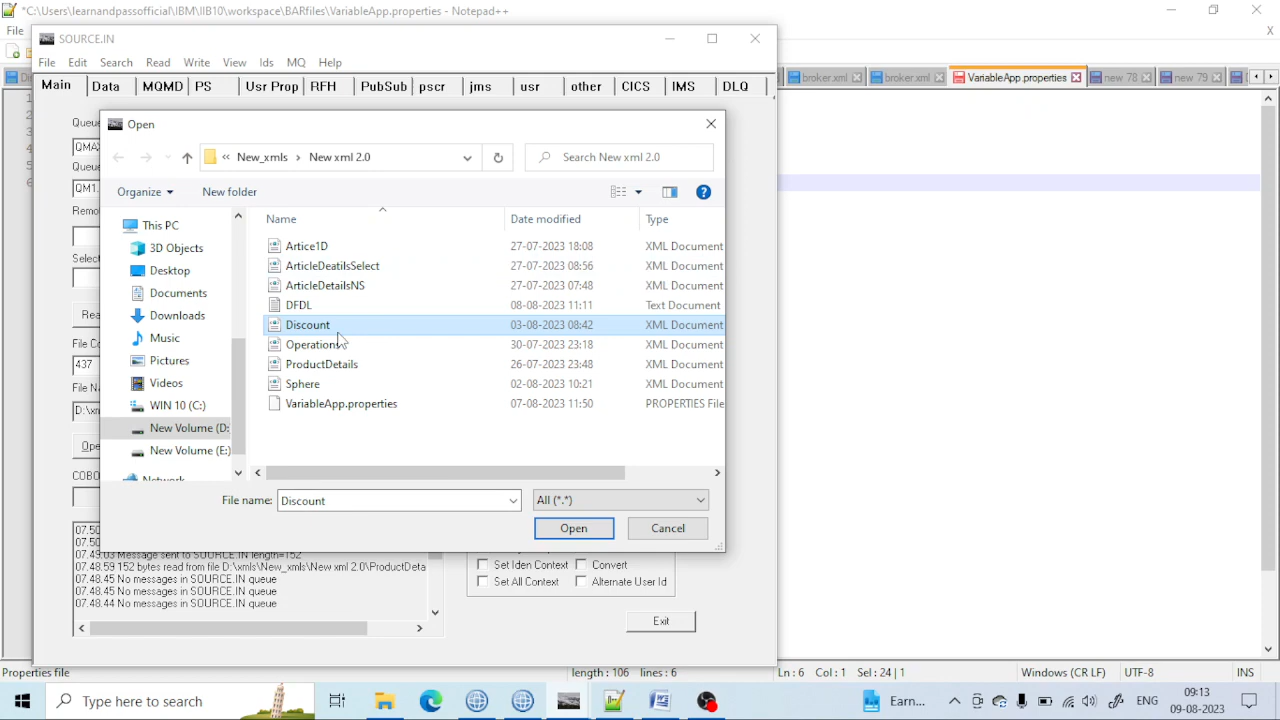 *C:\Users\learnandpassofficial\IBM\IIB10\workspace\BARfiles\VariableApp.properties - Notepad++
File
X
SOURCE.IN
File Edit Search Read Write View Ids MQ Help
broker.xml broker.xml VariableApp.properties new 78 new 79
Main Data MQMD PS Usr Prop RFH PubSub pscr jms usr other CICS IMS DLQ
Open
New_xmls New xml 2.0
Search New xml 2.0
Organize New folder
Name Date modified Type
This PC
3D Objects
Desktop
Documents
Downloads
Music
Pictures
Videos
WIN 10 (C:)
New Volume (D:
New Volume (E:)
Network
Artice1D 27-07-2023 18:08 XML Document
ArticleDeatilsSelect 27-07-2023 08:56 XML Document
ArticleDetailsNS 27-07-2023 07:48 XML Document
DFDL 08-08-2023 11:11 Text Document
Discount 03-08-2023 08:42 XML Document
Operations 30-07-2023 23:18 XML Document
ProductDetails 26-07-2023 23:48 XML Document
Sphere 02-08-2023 10:21 XML Document
VariableApp.properties 07-08-2023 11:50 PROPERTIES File
File name: Discount All (*.*)
Open Cancel
437
07.49.03 Message sent to SOURCE.IN length=152
07.48.59 152 bytes read from file D:\xmls\New_xmls\New xml 2.0\ProductDeta
07.48.45 No messages in SOURCE.IN queue
07.48.45 No messages in SOURCE.IN queue
07.48.44 No messages in SOURCE.IN queue
Set Iden Context Convert
Set All Context Alternate User Id
Exit
Properties file length : 106 lines : 6 Ln : 6 Col : 1 Sel : 24 | 1 Windows (CR LF) UTF-8 INS
Type here to search
Earn...
ENG
09:13
09-08-2023